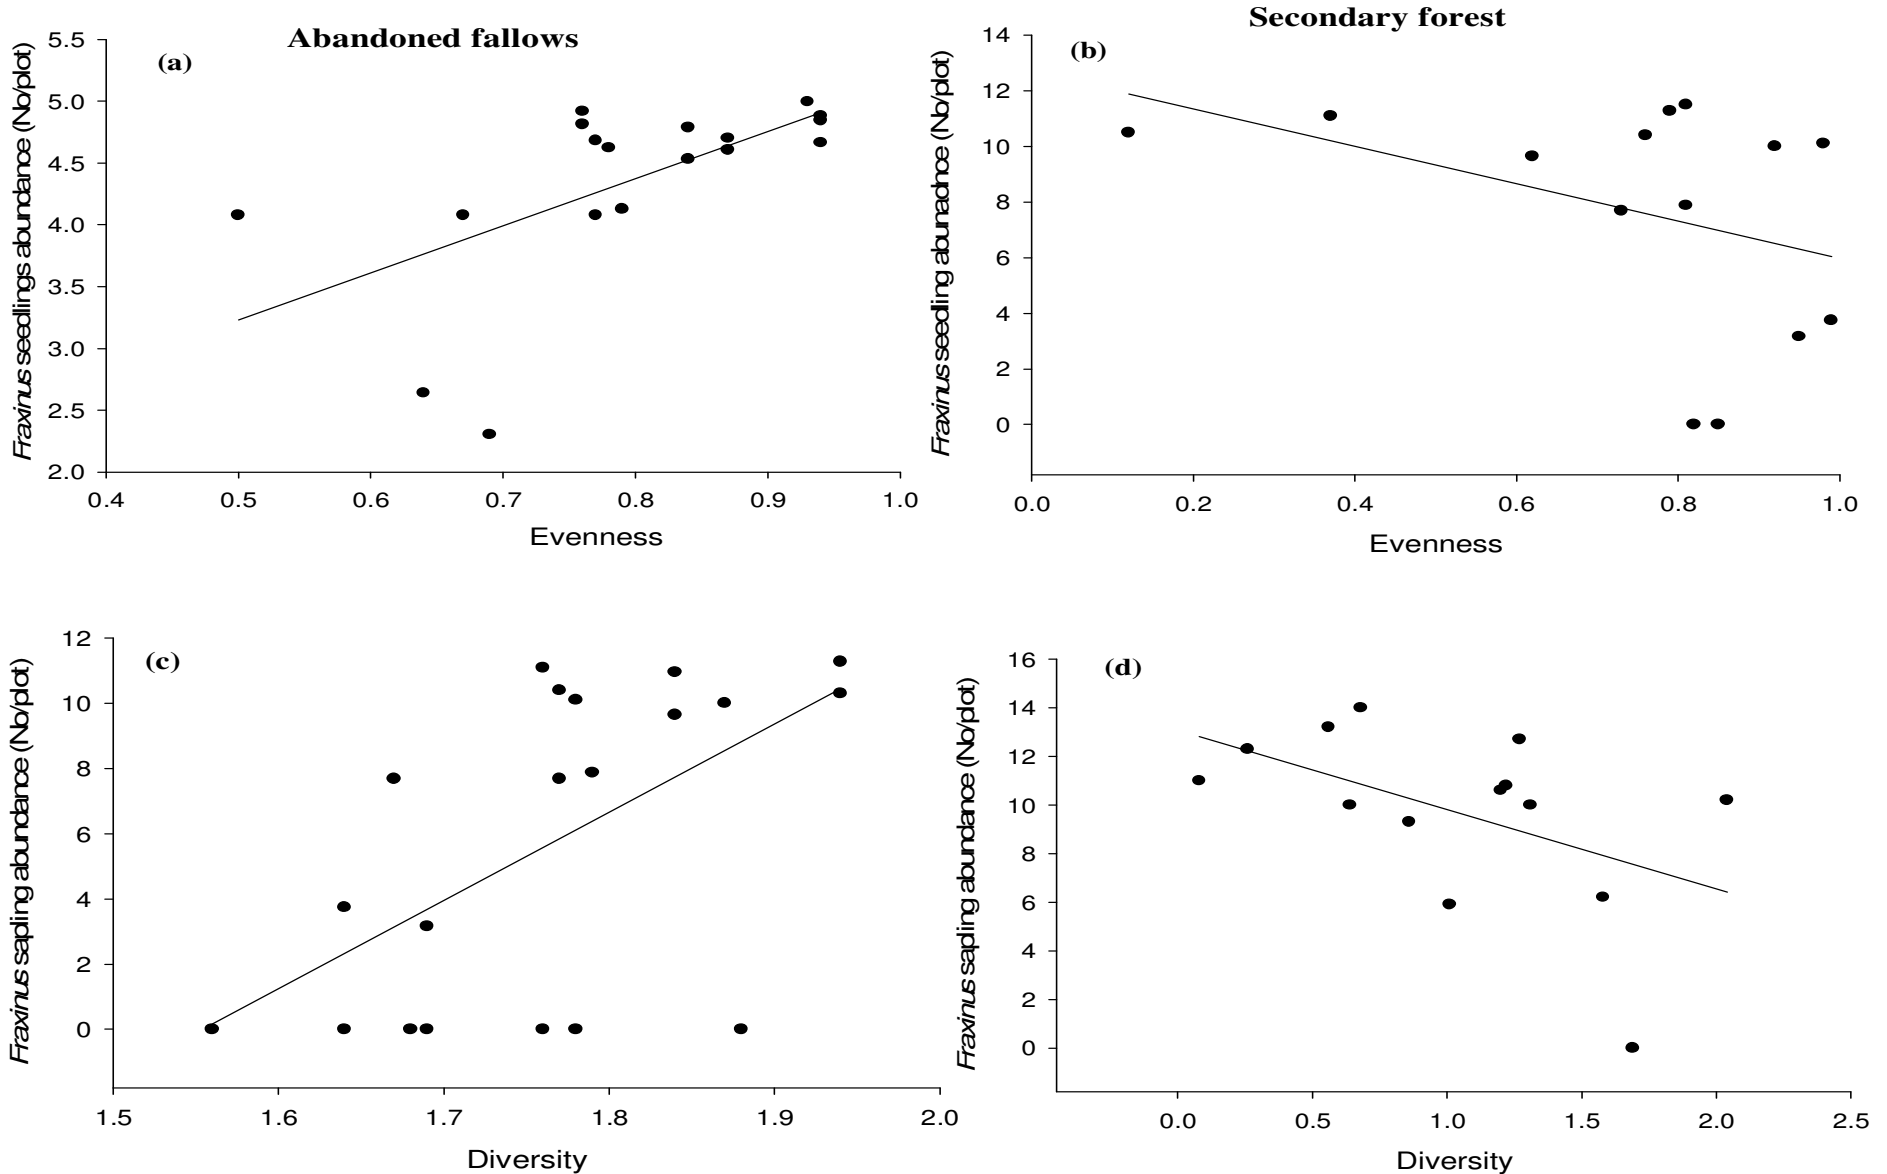 Abandoned fallows
Secondary forest
(a)
Fraxinus seedlings abundance (No/plot)
5.5
5.0
4.5
4.0
3.5
3.0
2.5
2.0
0.4 0.5 0.6 0.7 0.8 0.9 1.0
Evenness
(b)
Fraxinus seedling abunadnce (No/plot)
14
12
10
8
6
4
2
0
0.0 0.2 0.4 0.6 0.8 1.0
Evenness
(c)
Fraxinus sapling abundance (No/plot)
12
10
8
6
4
2
0
1.5 1.6 1.7 1.8 1.9 2.0
Diversity
(d)
Fraxinus sapling abundance (No/plot)
16
14
12
10
8
6
4
2
0
0.0 0.5 1.0 1.5 2.0 2.5
Diversity